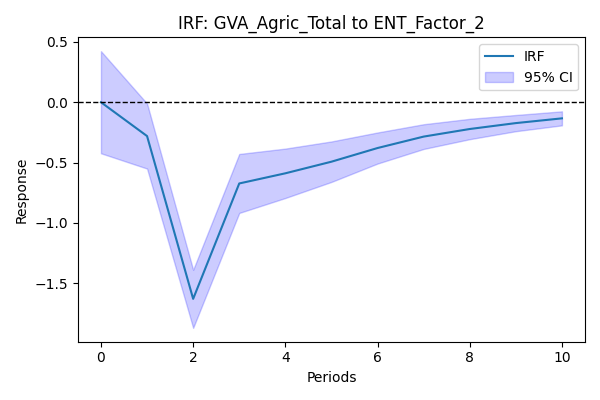 IRF: GVA_Agric_Total to ENT_Factor_2
IRF
95% CI
Response
0.5
0.0
−0.5
−1.0
−1.5
0 2 4 6 8 10
Periods